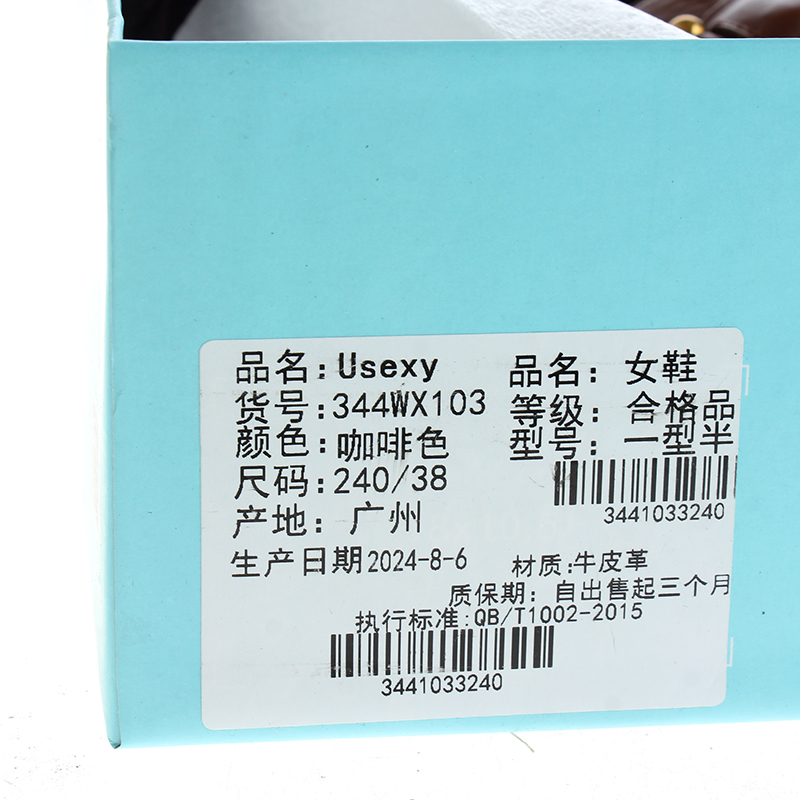 品名:Usexy 品名: 女鞋
货号:344WX103 等级: 合格品
颜色:咖啡色 型号: 一型半
尺码:240/38
3441033240
产地: 广州
生产日期2024-8-6 材质:牛皮革
质保期: 自出售起三个月
执行标准:QB/T1002-2015
3441033240